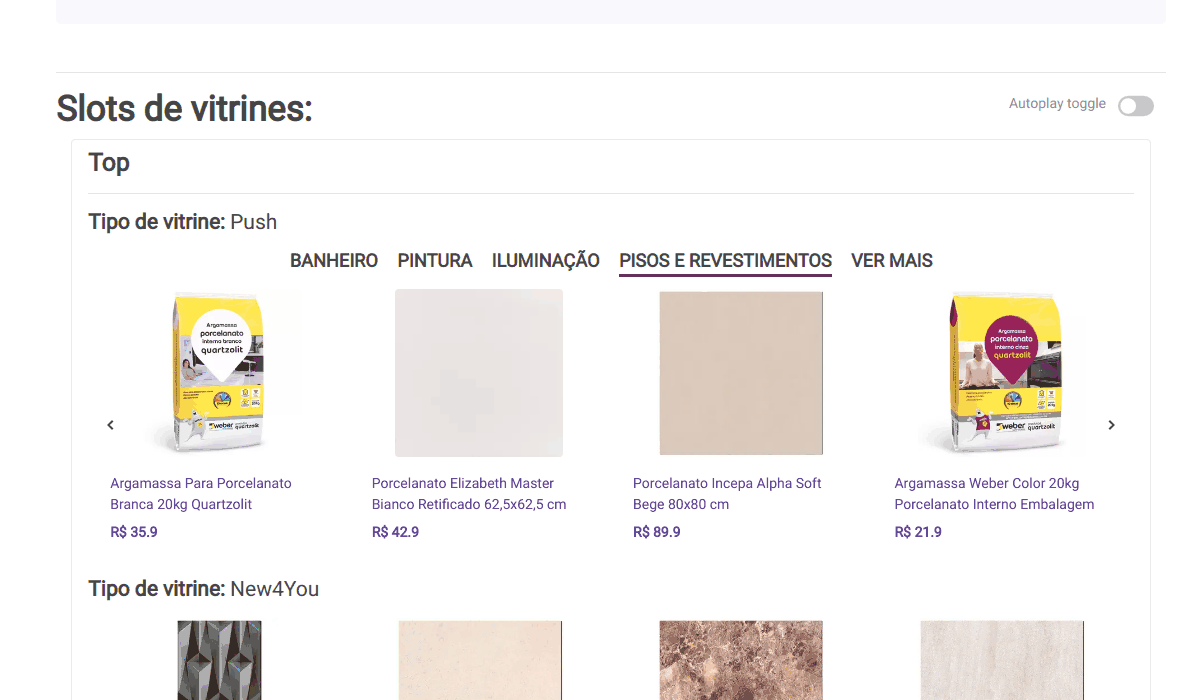 Slots de vitrines:
Autoplay toggle
Top
Tipo de vitrine: Push
BANHEIRO PINTURA ILUMINAÇÃO PISOS E REVESTIMENTOS VER MAIS
Argamassa
porcelanato
interno branco
quartzolit
weber
quartzolit
Argamassa
porcelanato
interno cinza
quartzolit
weber
quartzolit
Argamassa Para Porcelanato
Branca 20kg Quartzolit
R$ 35.9
Porcelanato Elizabeth Master
Bianco Retificado 62,5x62,5 cm
R$ 42.9
Porcelanato Incepa Alpha Soft
Bege 80x80 cm
R$ 89.9
Argamassa Weber Color 20kg
Porcelanato Interno Embalagem
R$ 21.9
Tipo de vitrine: New4You